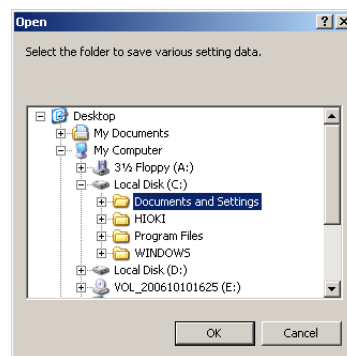 Open
Select the folder to save various setting data.
Desktop
My Documents
My Computer
3½ Floppy (A:)
Local Disk (C:)
Documents and Settings
HIOKI
Program Files
WINDOWS
Local Disk (D:)
VOL_200610101625 (E:)
OK Cancel